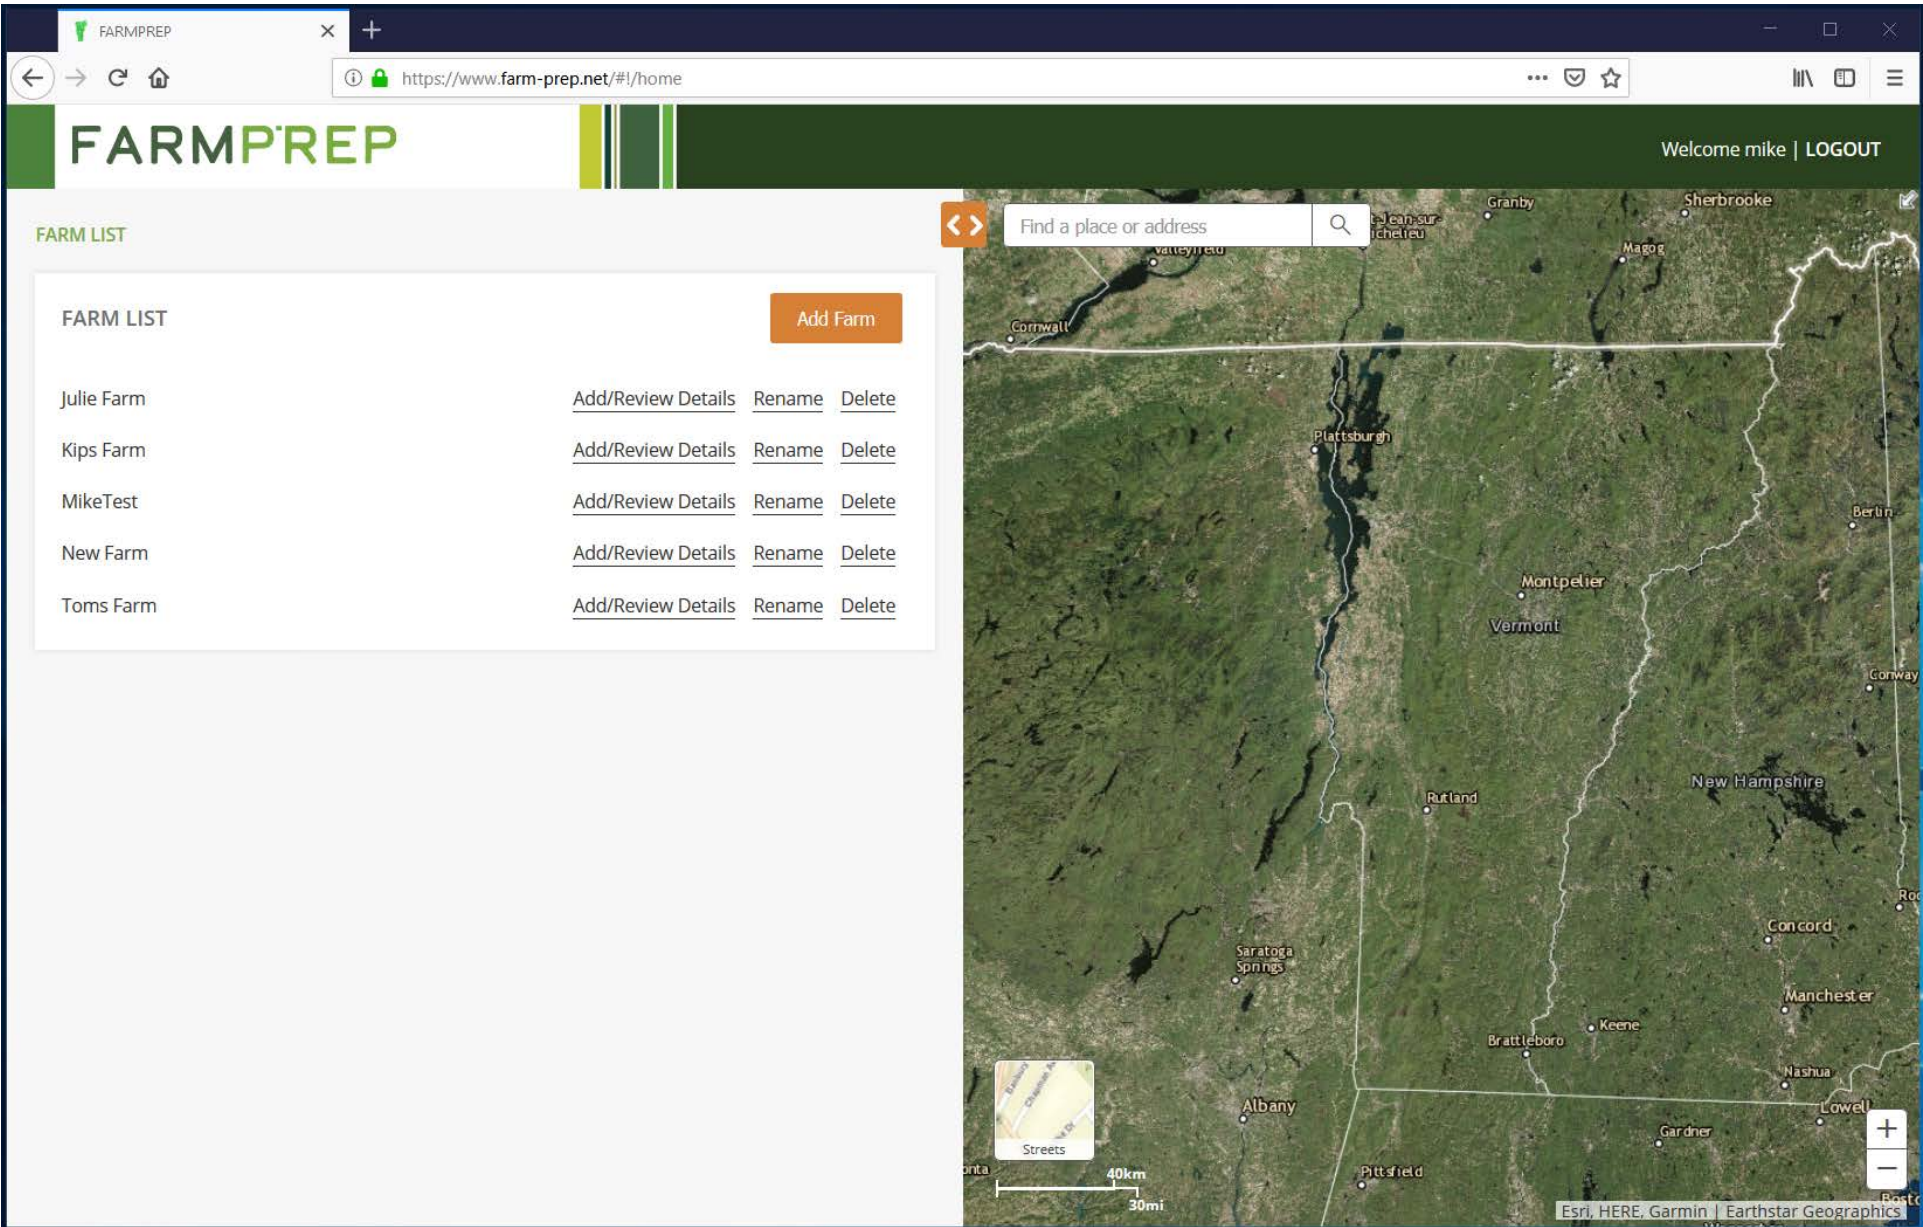 FARMPREP
https://www.farm-prep.net/#!/home
FARMPREP
Welcome mike | LOGOUT
FARM LIST
FARM LIST
Add Farm
Julie Farm Add/Review Details Rename Delete
Kips Farm Add/Review Details Rename Delete
MikeTest Add/Review Details Rename Delete
New Farm Add/Review Details Rename Delete
Toms Farm Add/Review Details Rename Delete
Find a place or address
Granby
Sherbrooke
t-Jean-sur-
ichelieu
Valleyfield
Magog
Cornwall
Plattsburgh
Berlin
Montpelier
Vermont
Conway
New Hampshire
Rutland
Concord
Saratoga
Springs
Manchester
Keene
Brattleboro
Nashua
Albany
Lowell
Gardner
Pittsfield
Streets
40km
30mi
Esri, HERE, Garmin | Earthstar Geographics